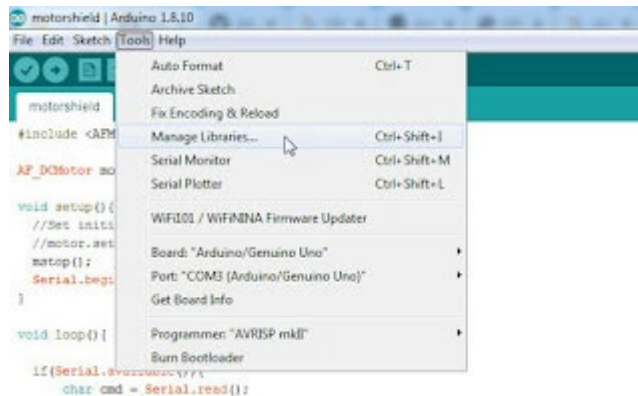 motorshield | Arduino 1.8.10
File Edit Sketch Tools Help
Auto Format Ctrl+T
Archive Sketch
motorshield
Fix Encoding & Reload
#include <AFM
Manage Libraries... Ctrl+Shift+I
Serial Monitor Ctrl+Shift+M
AF_DCMotor mo
Serial Plotter Ctrl+Shift+L
void setup(){
WiFi101 / WiFiNINA Firmware Updater
//Set initi
//motor.set
Board: "Arduino/Genuino Uno"
mstop();
Port: "COM3 (Arduino/Genuino Uno)"
Serial.begi
Get Board Info
}
void loop(){
Programmer: "AVRISP mkII"
Burn Bootloader
if(Serial.available()){
char cmd = Serial.read();